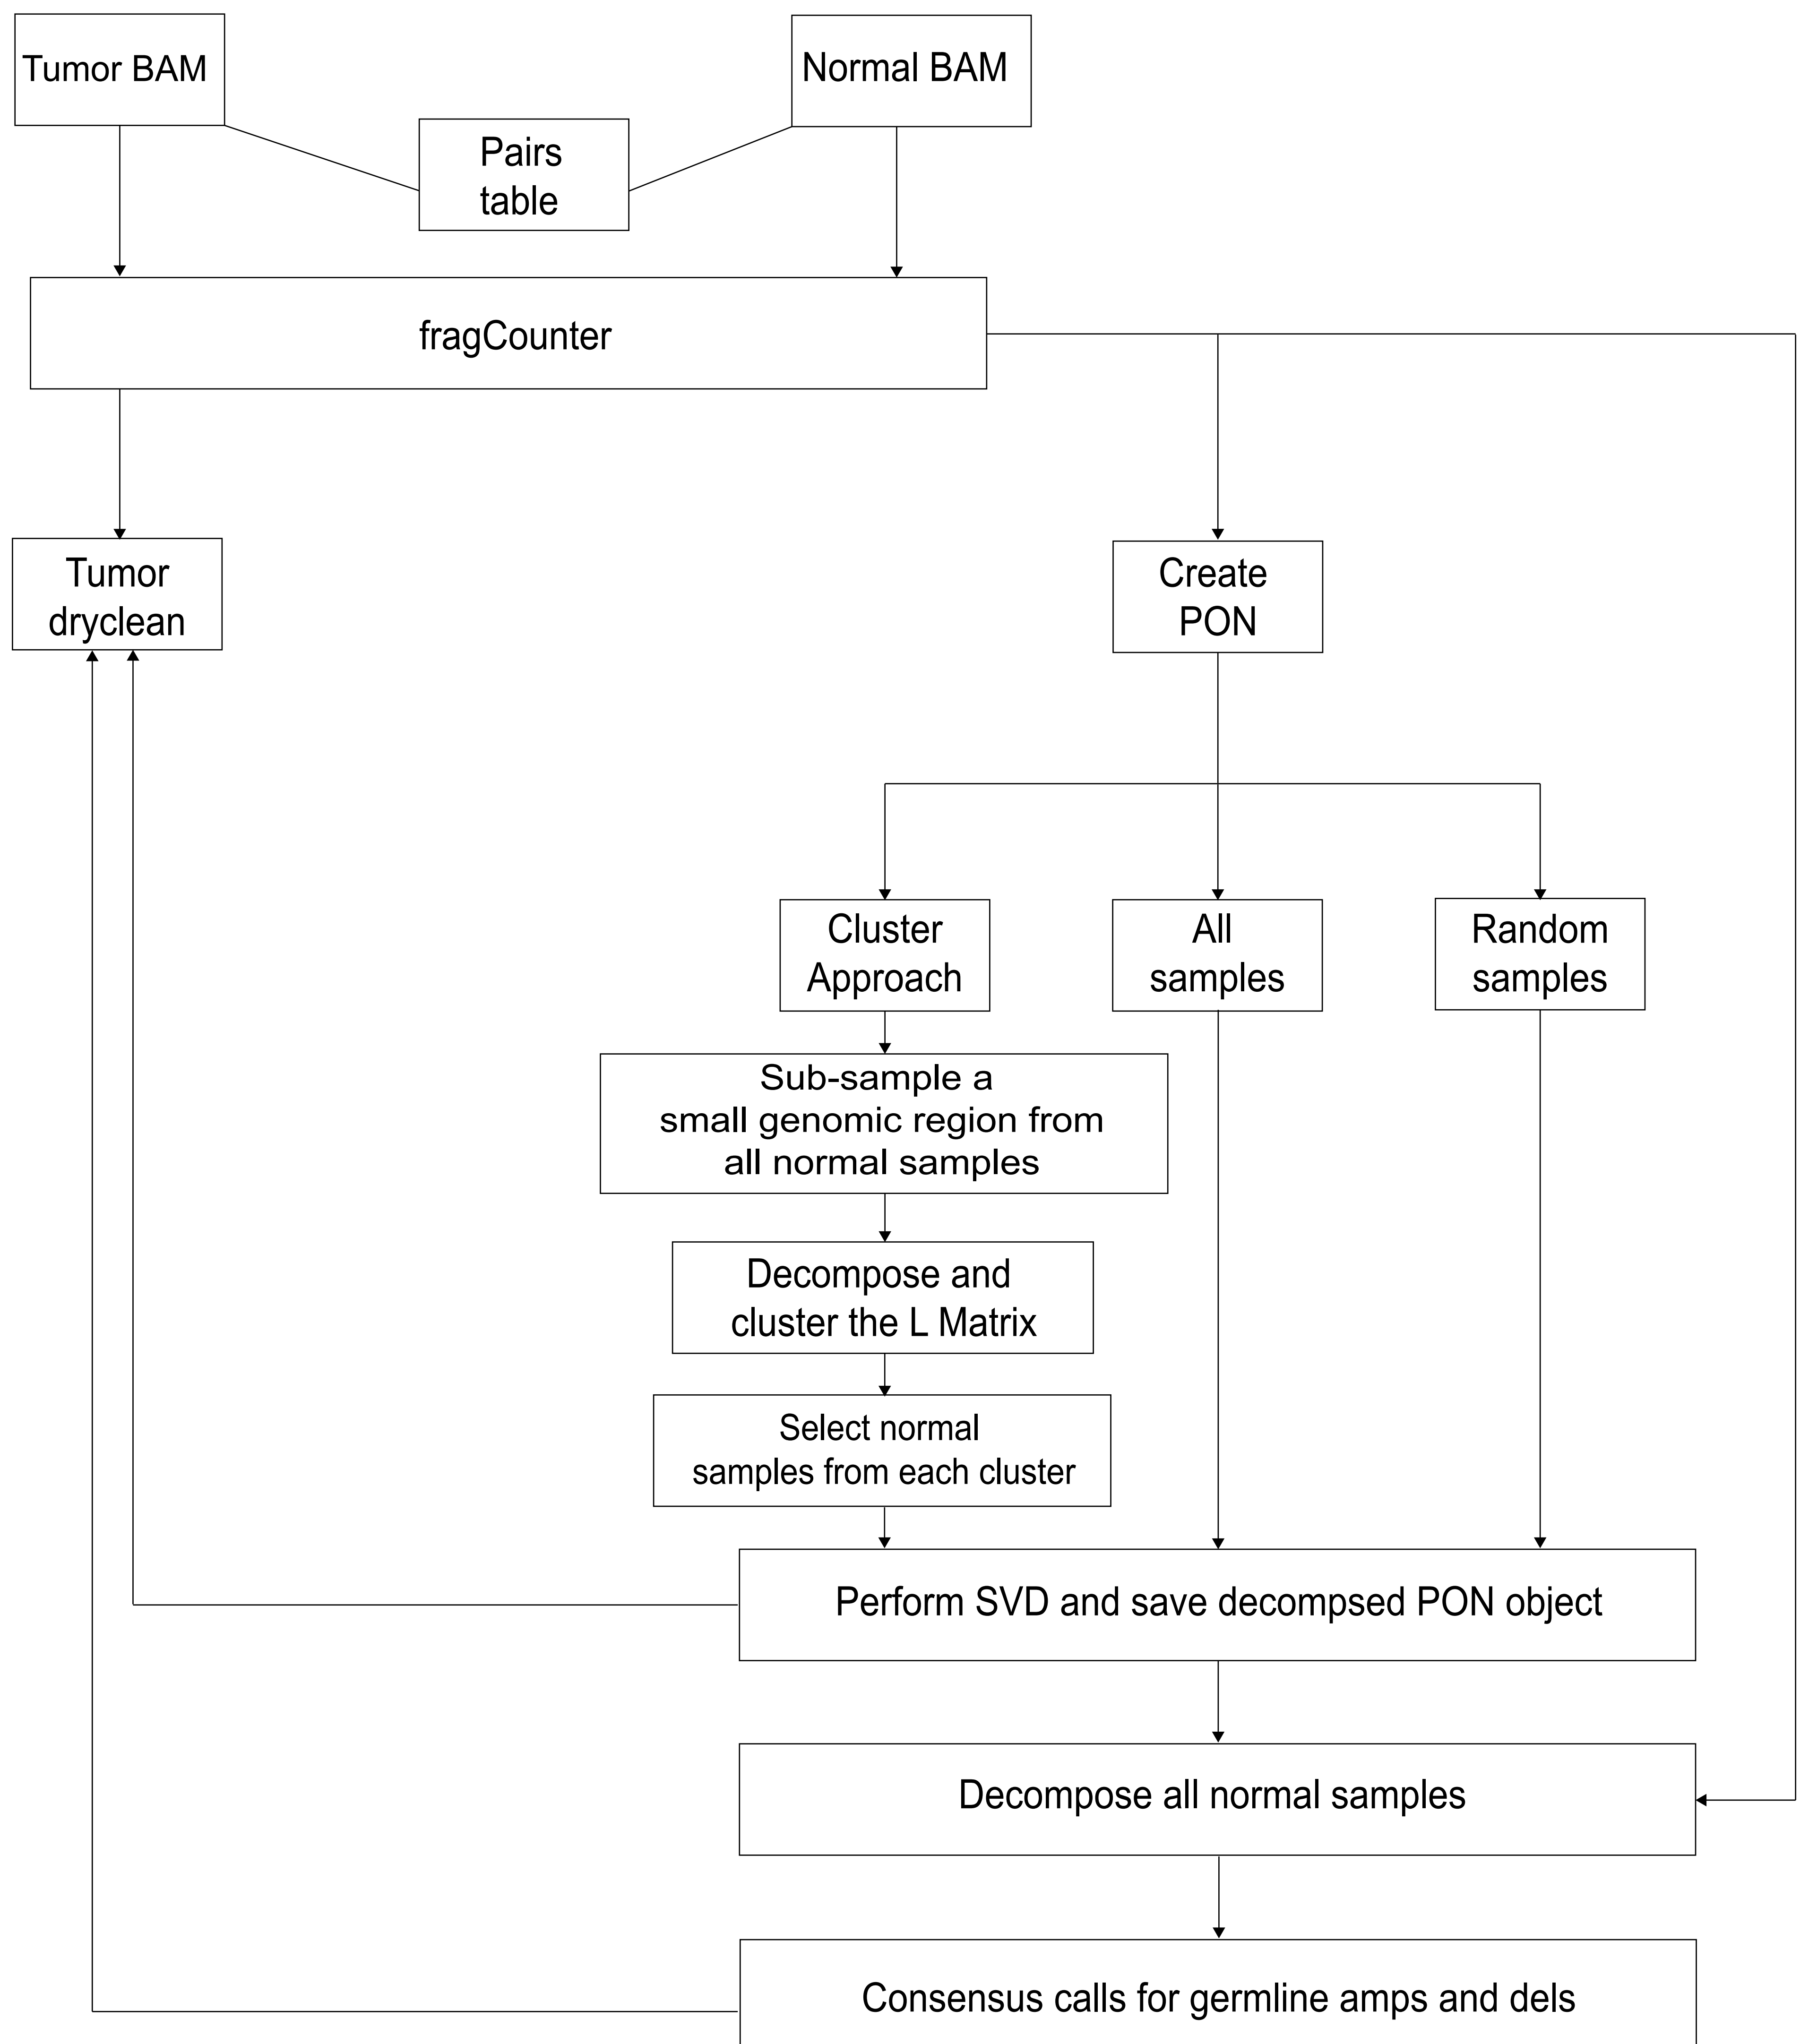 Tumor BAM
Normal BAM
Pairs
table
fragCounter
Tumor
dryclean
Create
PON
Cluster
Approach
All
samples
Random
samples
Sub-sample a
small genomic region from
all normal samples
Decompose and
cluster the L Matrix
Select normal
samples from each cluster
Perform SVD and save decompsed PON object
Decompose all normal samples
Consensus calls for germline amps and dels